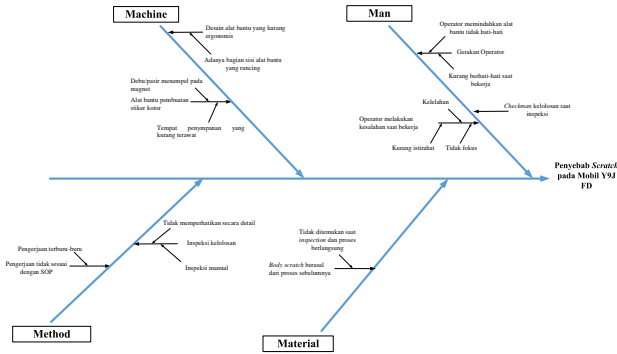 Machine
Man
Desain alat bantu yang kurang
ergonomis
Adanya bagian sisi alat bantu
yang runcing
Debu/pasir menempel pada
magnet
Alat bantu pembuatan
stiker kotor
Tempat penyimpanan yang
kurang terawat
Operator memindahkan alat
bantu tidak hati-hati
Gerakan Operator
Kurang berhati-hati saat
bekerja
Checkman kelolosan saat
inspeksi
Kelelahan
Operator melakukan
kesalahan saat bekerja
Kurang istirahat
Tidak fokus
Penyebab Scratch
pada Mobil Y9J
FD
Tidak memperhatikan secara detail
Inspeksi kelolosan
Inspeksi manual
Pengerjaan terburu-buru
Pengerjaan tidak sesuai
dengan SOP
Tidak ditemukan saat
inspection dan proses
berlangsung
Body scratch berasal
dari proses sebelumnya
Method
Material